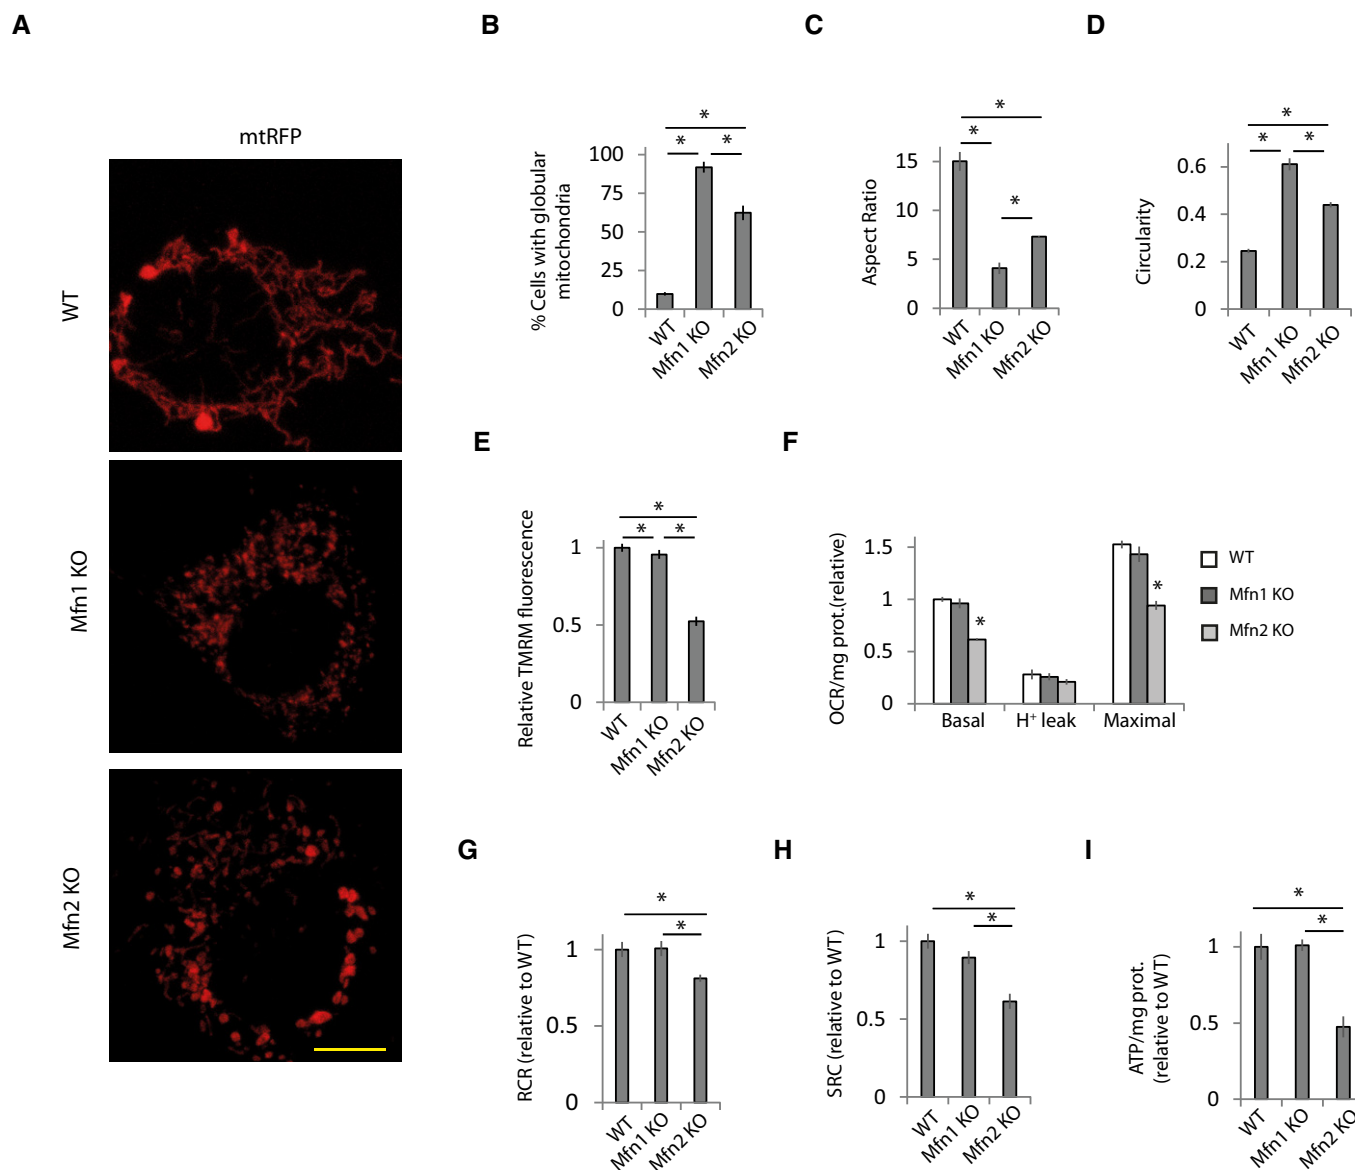 A
mtRFP
WT
Mfn1 KO
Mfn2 KO
B
% Cells with globular
mitochondria
100
75
50
25
0
* * *
WT
Mfn1 KO
Mfn2 KO
C
Aspect Ratio
15
10
5
0
* * *
WT
Mfn1 KO
Mfn2 KO
D
Circularity
0.6
0.4
0.2
0
* * *
WT
Mfn1 KO
Mfn2 KO
E
Relative TMRM fluorescence
1
0.5
0
* * *
WT
Mfn1 KO
Mfn2 KO
F
OCR/mg prot.(relative)
1.5
1
0.5
0
* *
Basal
H⁺ leak
Maximal
WT
Mfn1 KO
Mfn2 KO
G
RCR (relative to WT)
1
0.5
0
* *
WT
Mfn1 KO
Mfn2 KO
H
SRC (relative to WT)
1
0.5
0
* *
WT
Mfn1 KO
Mfn2 KO
I
ATP/mg prot.
(relative to WT)
1
0.5
0
* *
WT
Mfn1 KO
Mfn2 KO